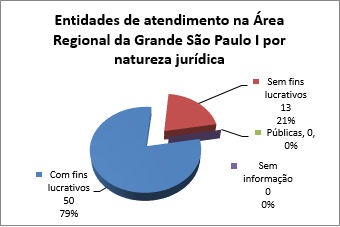 Entidades de atendimento na Área
Regional da Grande São Paulo I por
natureza jurídica
Sem fins
lucrativos
13
21%
Públicas, 0,
0%
Sem
informação
0
0%
Com fins
lucrativos
50
79%